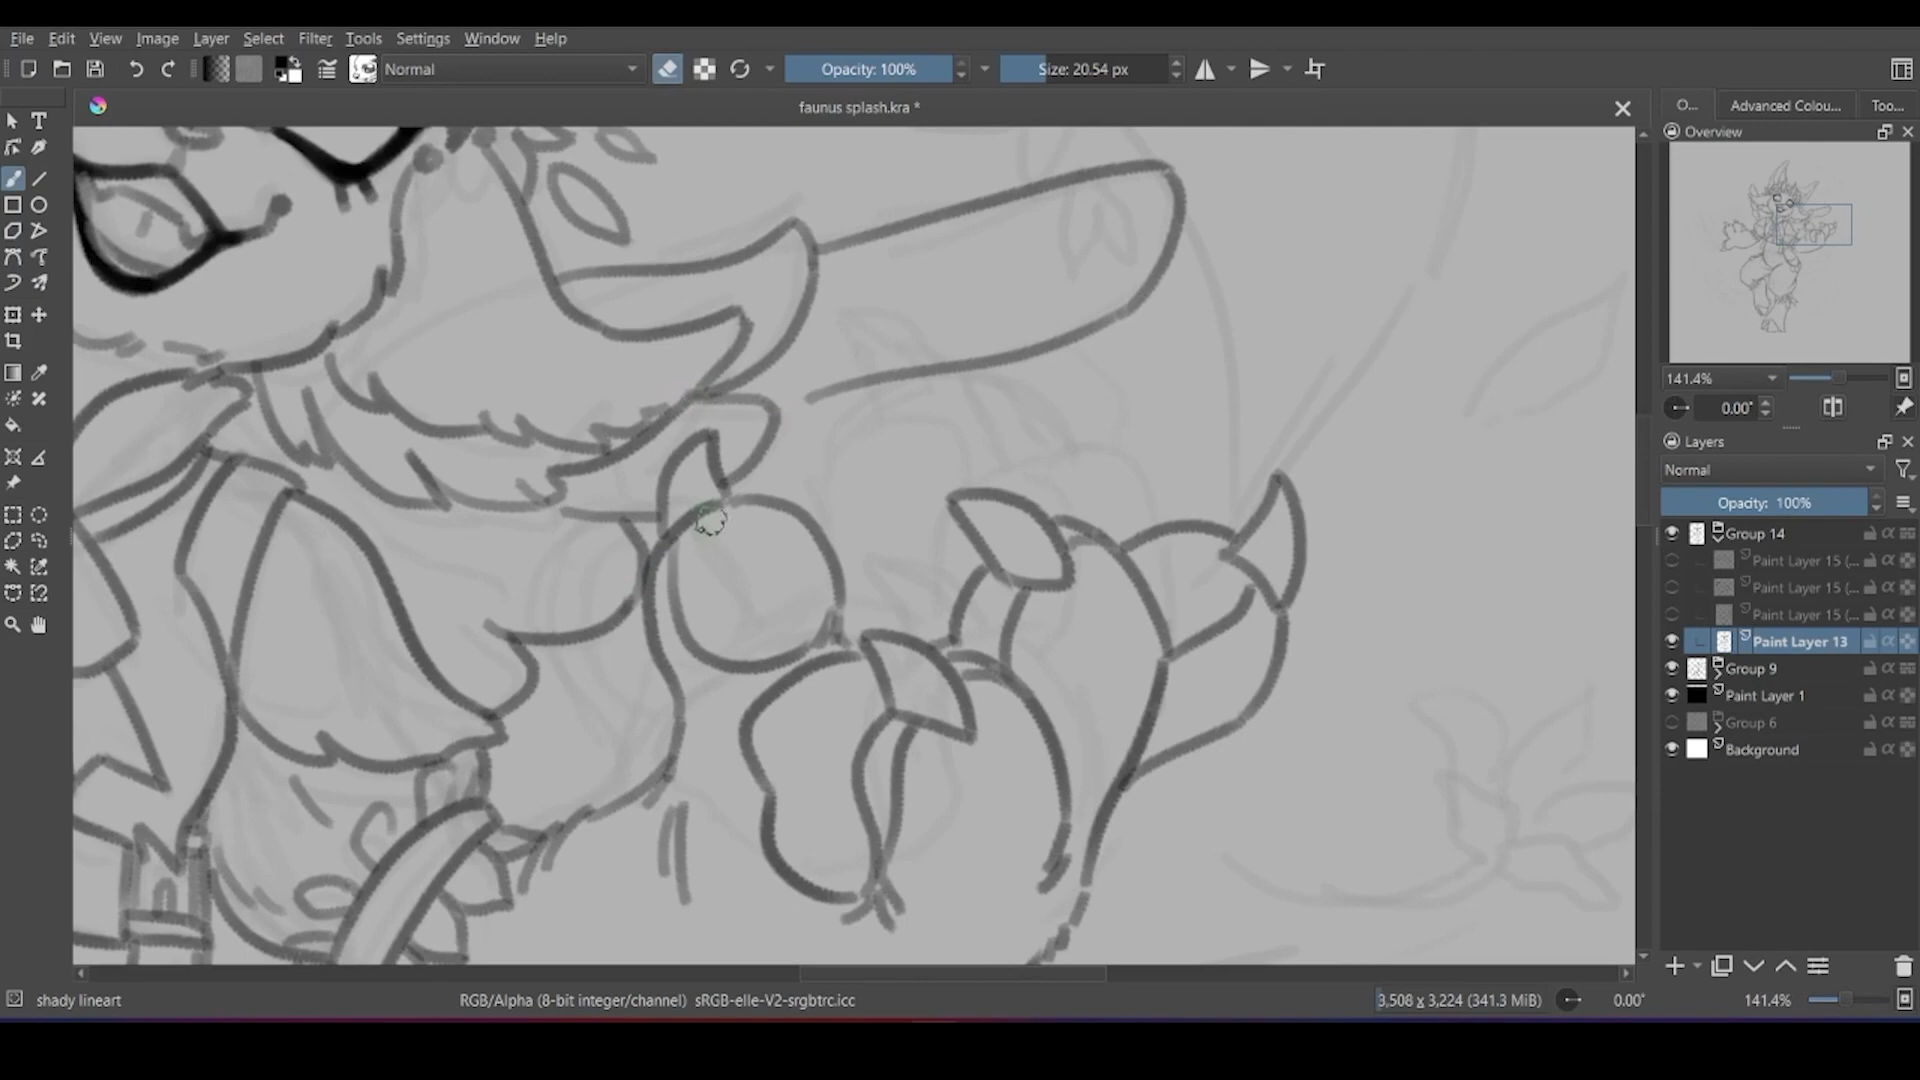 File Edit View Image Layer Select Filter Tools Settings Window Help
Normal Opacity: 100% Size: 20.54 px
faunus splash.kra *
O... Advanced Colou... Too...
Overview
141.4%
0.00°
Layers
Normal
Opacity: 100%
Group 14
Paint Layer 15 (...
Paint Layer 15 (...
Paint Layer 15 (...
Paint Layer 13
Group 9
Paint Layer 1
Group 6
Background
shady lineart RGB/Alpha (8-bit integer/channel) sRGB-elle-V2-srgbtrc.icc 3,508 x 3,224 (341.3 MiB) 0.00° 141.4%